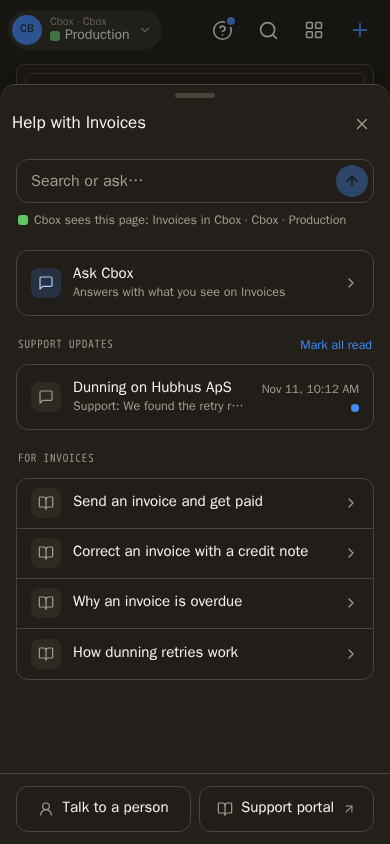 CB
Cbox · Cbox
Production
Help with Invoices
Search or ask···
Cbox sees this page: Invoices in Cbox · Cbox · Production
Ask Cbox
Answers with what you see on Invoices
SUPPORT UPDATES
Mark all read
Dunning on Hubhus ApS
Nov 11, 10:12 AM
Support: We found the retry r···
FOR INVOICES
Send an invoice and get paid
Correct an invoice with a credit note
Why an invoice is overdue
How dunning retries work
Talk to a person
Support portal